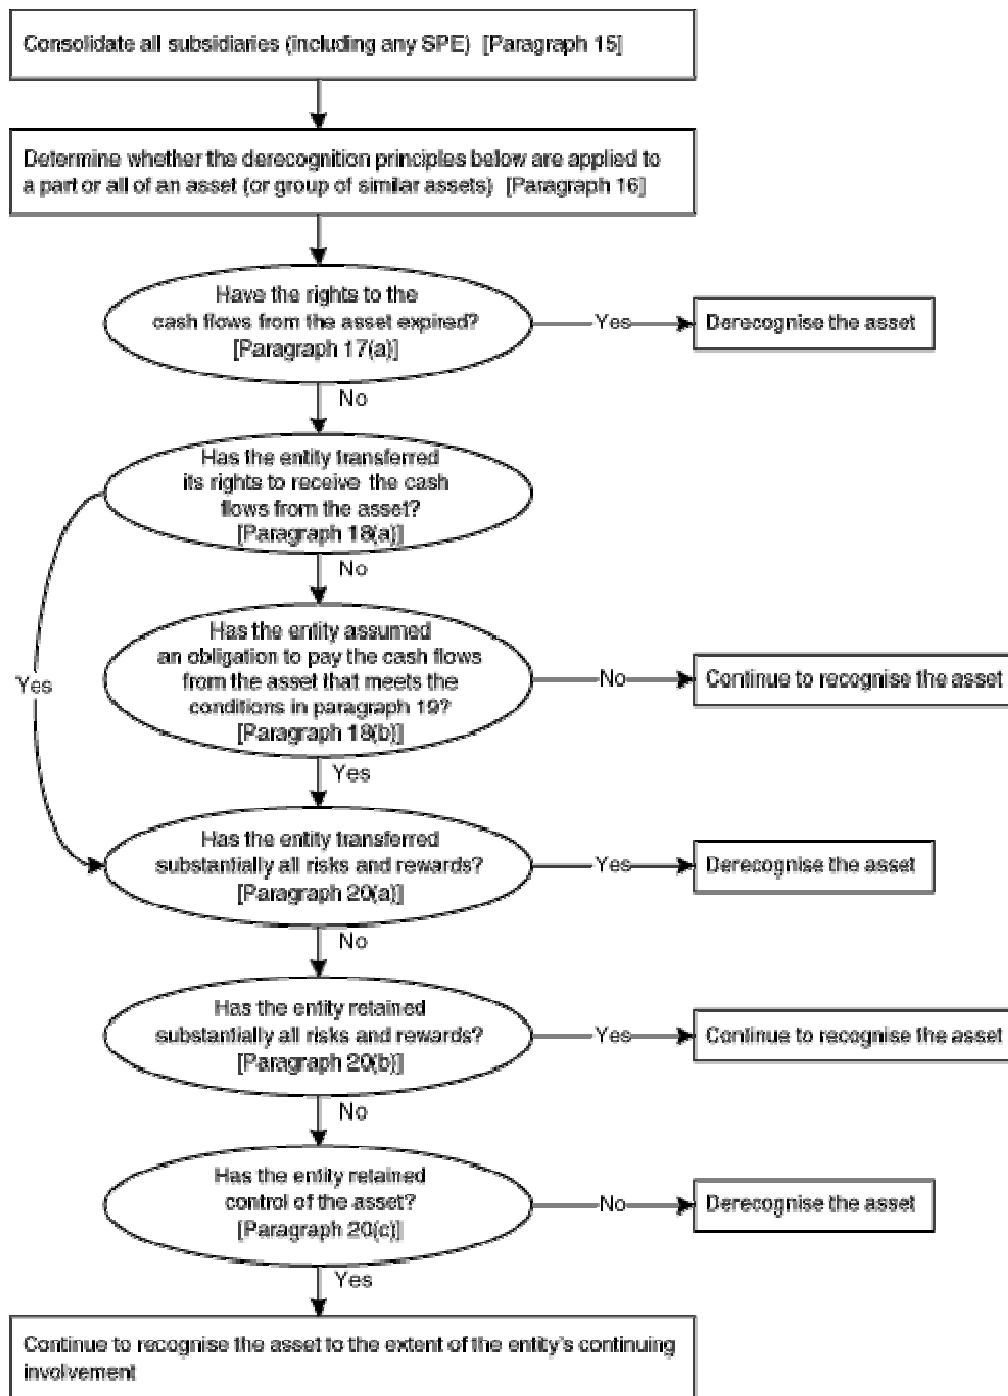 Consolidate all subsidiaries (including any SPE) [Paragraph 15]
Determine whether the derecognition principles below are applied to
a part or all of an asset (or group of similar assets) [Paragraph 16]
Have the rights to the
cash flows from the asset expired?
[Paragraph 17(a)]
Yes
Derecognise the asset
No
Has the entity transferred
its rights to receive the cash
flows from the asset?
[Paragraph 18(a)]
No
Yes
Has the entity assumed
an obligation to pay the cash flows
from the asset that meets the
conditions in paragraph 19?
[Paragraph 18(b)]
No
Continue to recognise the asset
Yes
Has the entity transferred
substantially all risks and rewards?
[Paragraph 20(a)]
Yes
Derecognise the asset
No
Has the entity retained
substantially all risks and rewards?
[Paragraph 20(b)]
Yes
Continue to recognise the asset
No
Has the entity retained
control of the asset?
[Paragraph 20(c)]
No
Derecognise the asset
Yes
Continue to recognise the asset to the extent of the entity's continuing
involvement